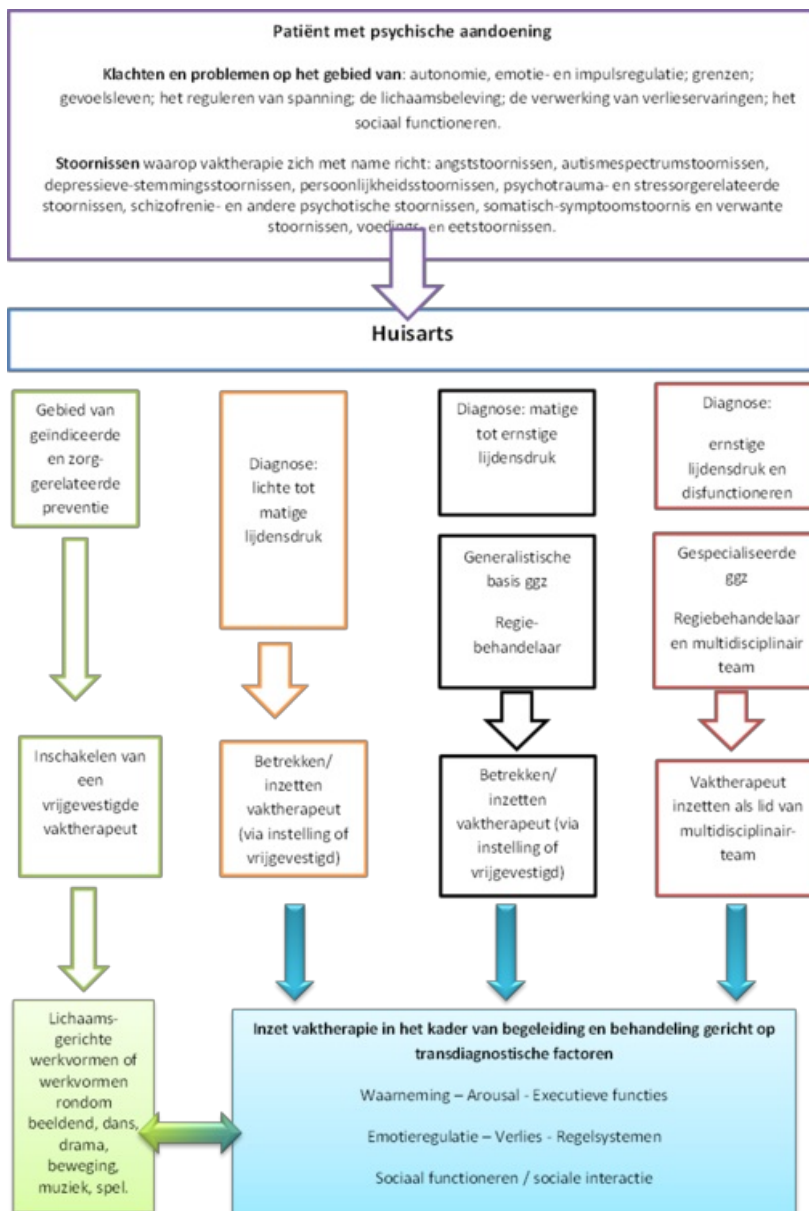 Patiënt met psychische aandoening
Klachten en problemen op het gebied van: autonomie, emotie- en impulsregulatie; grenzen;
gevoelsleven; het reguleren van spanning; de lichaamsbeleving; de verwerking van verlieservaringen; het
sociaal functioneren.
Stoornissen waarop vaktherapie zich met name richt: angststoornissen, autismespectrumstoornissen,
depressieve-stemmingsstoornissen, persoonlijkheidsstoornissen, psychotrauma- en stressorgerelateerde
stoornissen, schizofrenie- en andere psychotische stoornissen, somatisch-symptoomstoornis en verwante
stoornissen, voedings- en eetstoornissen.
Huisarts
Gebied van
geïndiceerde
en zorg-
gerelateerde
preventie
Diagnose:
lichte tot
matige
lijdensdruk
Diagnose: matige
tot ernstige
lijdensdruk
Diagnose:
ernstige
lijdensdruk en
disfunctioneren
Generalistische
basis ggz
Regie-
behandelaar
Gespecialiseerde
ggz
Regiebehandelaar
en multidisciplinair
team
Inschakelen van
een
vrijgevestigde
vaktherapeut
Betrekken/
inzetten
vaktherapeut
(via instelling of
vrijgevestigd)
Betrekken/
inzetten
vaktherapeut (via
instelling of
vrijgevestigd)
Vaktherapeut
inzetten als lid van
multidisciplinair-
team
Lichaams-
gerichte
werkvormen of
werkvormen
rondom
beeldend, dans,
drama,
beweging,
muziek, spel.
Inzet vaktherapie in het kader van begeleiding en behandeling gericht op
transdiagnostische factoren
Waarneming – Arousal - Executieve functies
Emotieregulatie – Verlies - Regelsystemen
Sociaal functioneren / sociale interactie